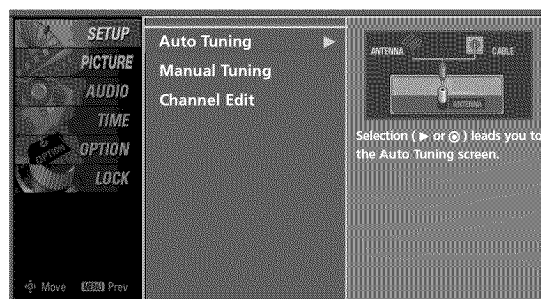 SETUP
PICTURE
AUDIO
TIME
OPTION
LOCK
OPTION
Move MENU Prev
Auto Tuning ▶
Manual Tuning
Channel Edit
ANTENNA CABLE
ANTENNA
Selection ( ▶ or ◉ ) leads you to
the Auto Tuning screen.